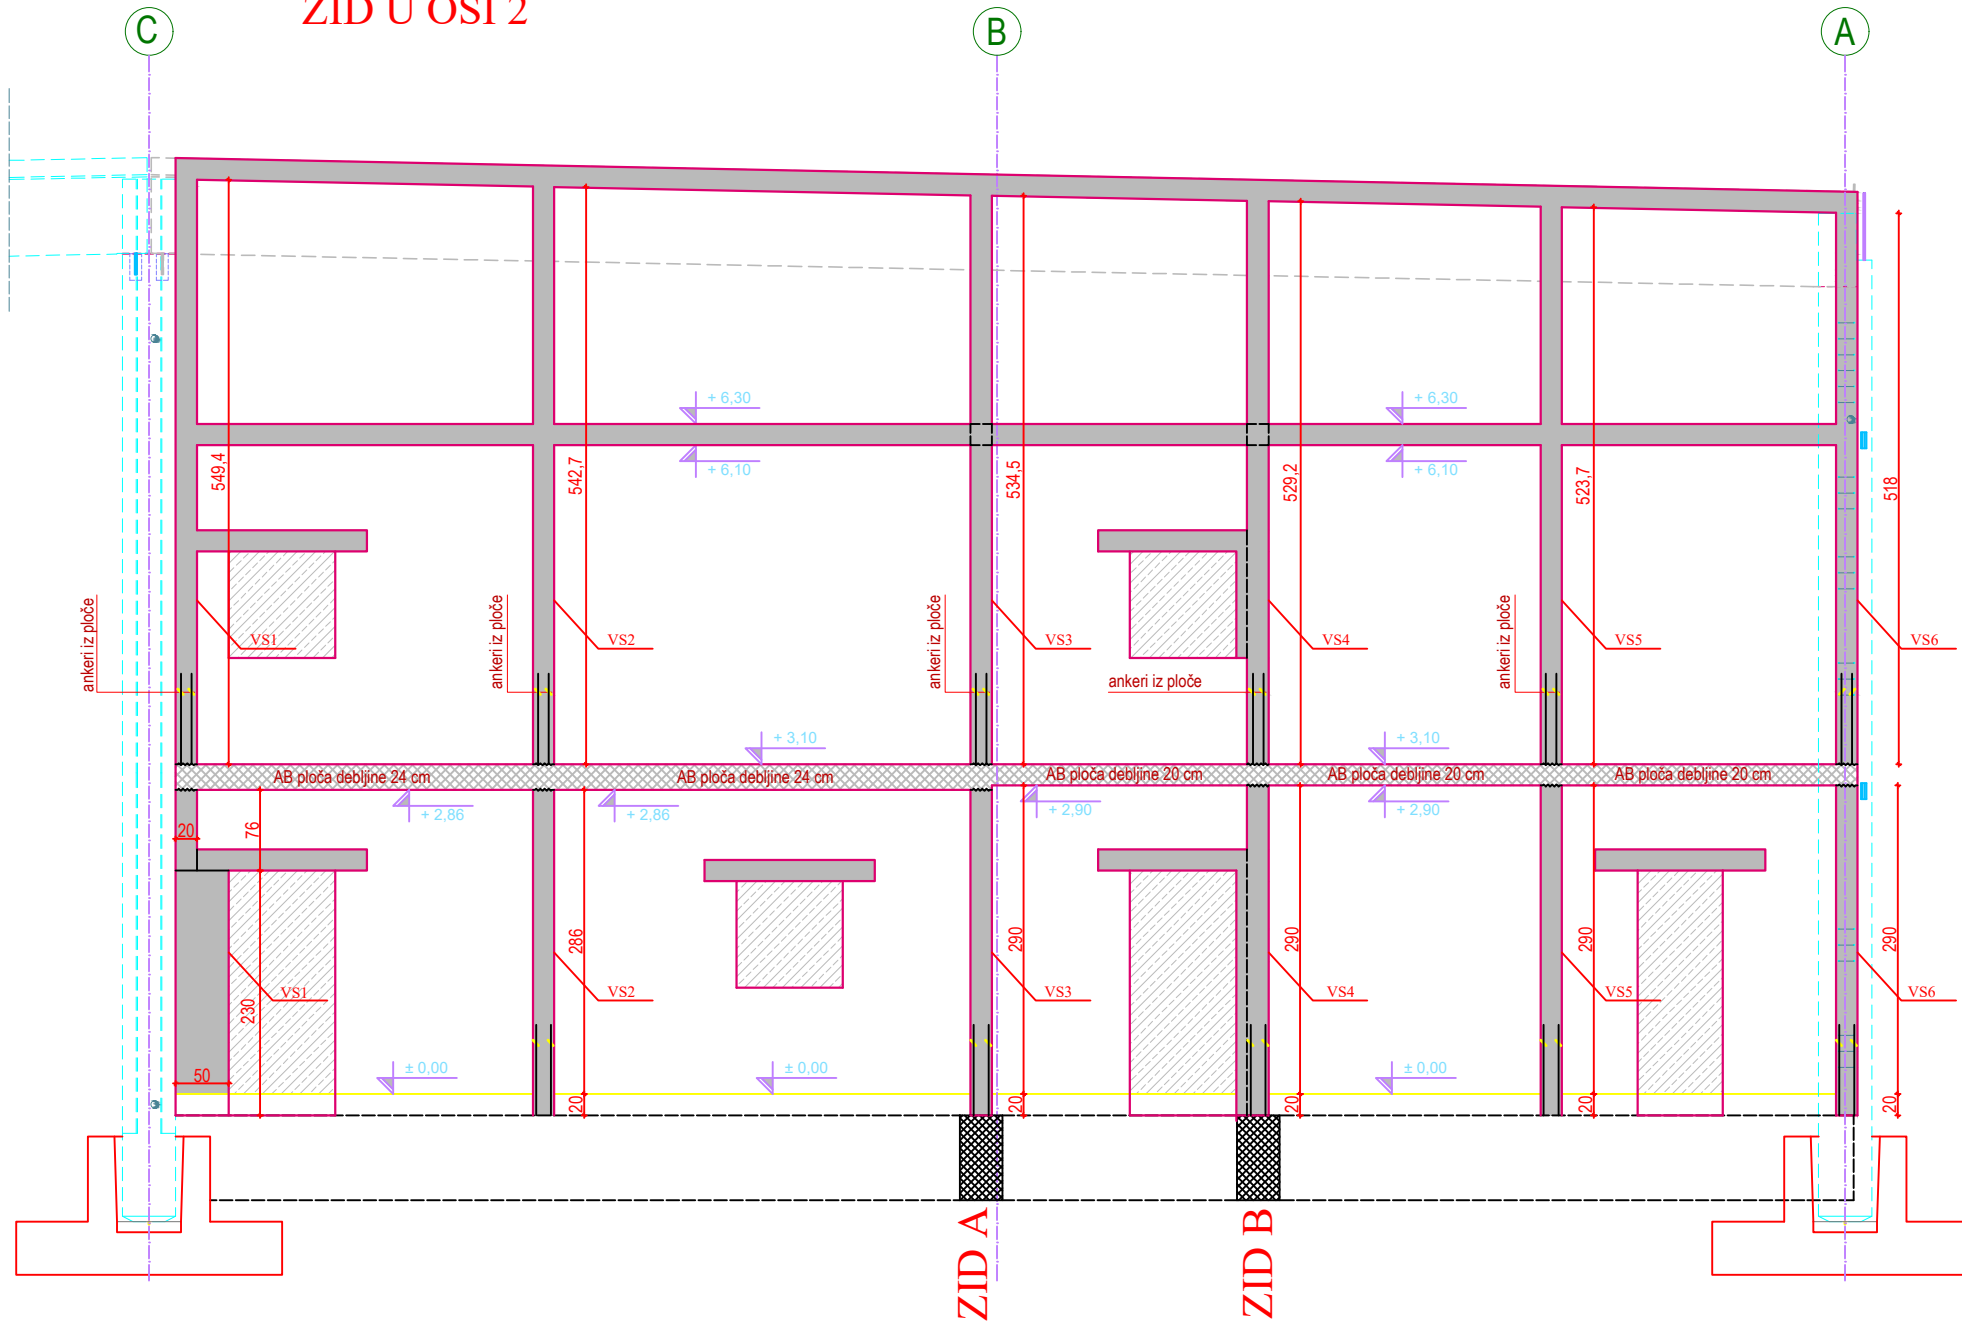 ZID U OSI 2
C
B
A
+ 6,30
+ 6,30
+ 6,10
+ 6,10
549,4
542,7
534,5
529,2
523,7
518
ankeri iz ploče
ankeri iz ploče
ankeri iz ploče
ankeri iz ploče
ankeri iz ploče
VS1
VS2
VS3
VS4
VS5
VS6
+ 3,10
+ 3,10
AB ploča debljine 24 cm
AB ploča debljine 24 cm
AB ploča debljine 20 cm
AB ploča debljine 20 cm
AB ploča debljine 20 cm
+ 2,86
+ 2,86
+ 2,90
+ 2,90
20
76
286
290
290
290
290
230
VS1
VS2
VS3
VS4
VS5
VS6
50
± 0,00
± 0,00
± 0,00
20
20
20
20
20
ZID A
ZID B